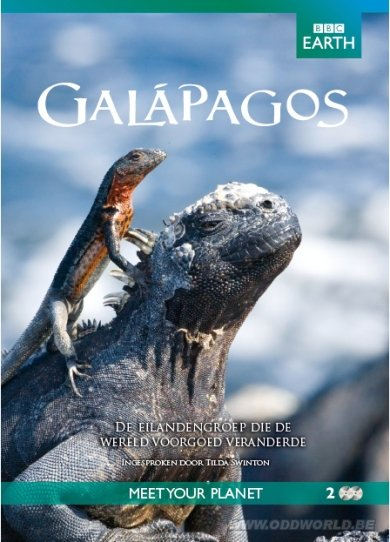 BBC
EARTH
GALÁPAGOS
DE EILANDENGROEP DIE DE
WERELD VOORGOED VERANDERDE
INGESPROKEN DOOR TILDA SWINTON
MEET YOUR PLANET 2
WWW.ODDWORLD.BE